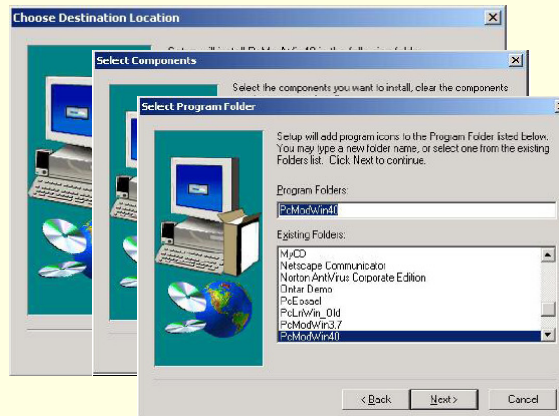 Choose Destination Location
Select Components
Select the components you want to install, clear the components
Select Program Folder
Setup will add program icons to the Program Folder listed below.
You may type a new folder name, or select one from the existing
Folders list. Click Next to continue.
Program Folders:
PcModWin40
Existing Folders:
MyCD
Netscape Communicator
Norton AntiVirus Corporate Edition
Ontar Demo
PcEosael
PcLnWin_Old
PcModWin3.7
PcModWin40
< Back
Next >
Cancel